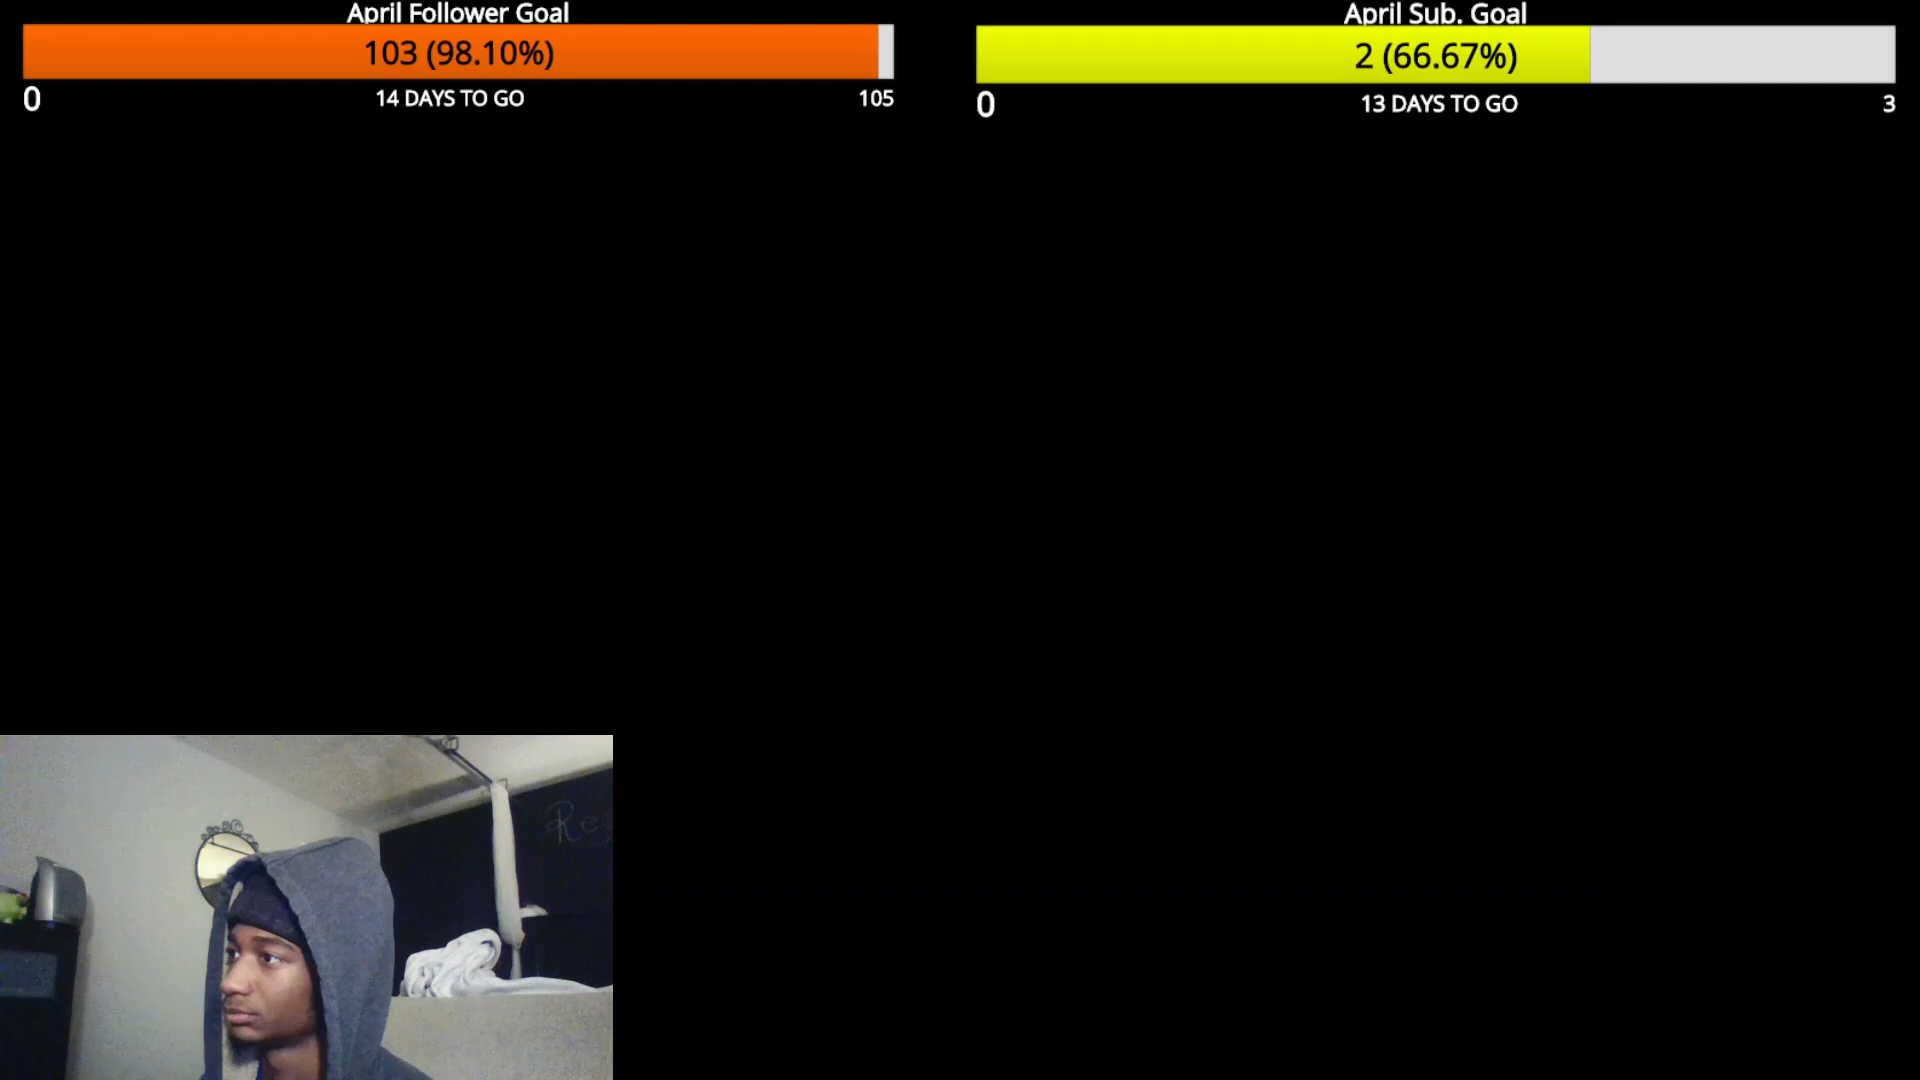 April Follower Goal
103 (98.10%)
0
14 DAYS TO GO
105
April Sub. Goal
2 (66.67%)
0
13 DAYS TO GO
3